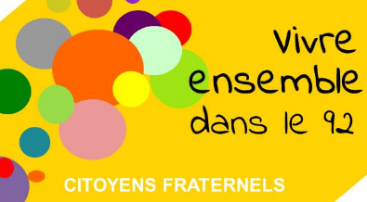 Vivre
ensemble
dans le 92
CITOYENS FRATERNELS